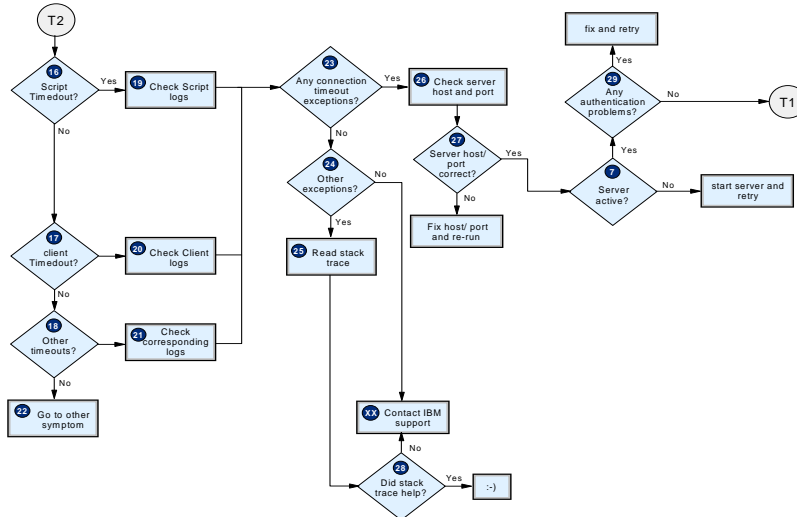 T2
16
Script
Timedout?
Yes
No
19
Check Script
logs
17
client
Timedout?
No
20
Check Client
logs
18
Other
timeouts?
No
21
Check
corresponding
logs
22
Go to other
symptom
23
Any connection
timeout
exceptions?
Yes
No
24
Other
exceptions?
No
Yes
25
Read stack
trace
26
Check server
host and port
27
Server host/
port
correct?
Yes
No
Fix host/ port
and re-run
XX
Contact IBM
support
No
28
Did stack
trace help?
Yes
:-)
fix and retry
Yes
29
Any
authentication
problems?
No
T1
Yes
7
Server
active?
No
start server and
retry